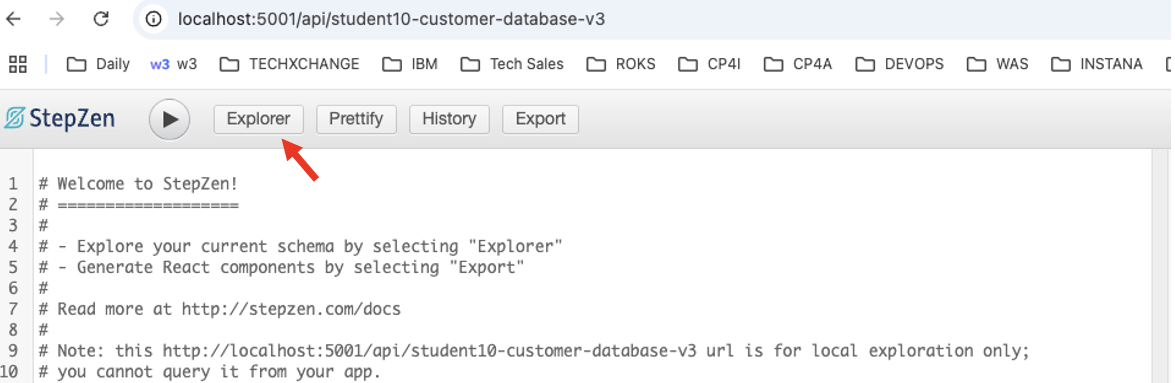 localhost:5001/api/student10-customer-database-v3
Daily w3 w3 TECHXCHANGE IBM Tech Sales ROKS CP4I CP4A DEVOPS WAS INSTANA
StepZen Explorer Prettify History Export
1 # Welcome to StepZen!
2 # ===================
3 #
4 # - Explore your current schema by selecting "Explorer"
5 # - Generate React components by selecting "Export"
6 #
7 # Read more at http://stepzen.com/docs
8 #
9 # Note: this http://localhost:5001/api/student10-customer-database-v3 url is for local exploration only;
10 # you cannot query it from your app.